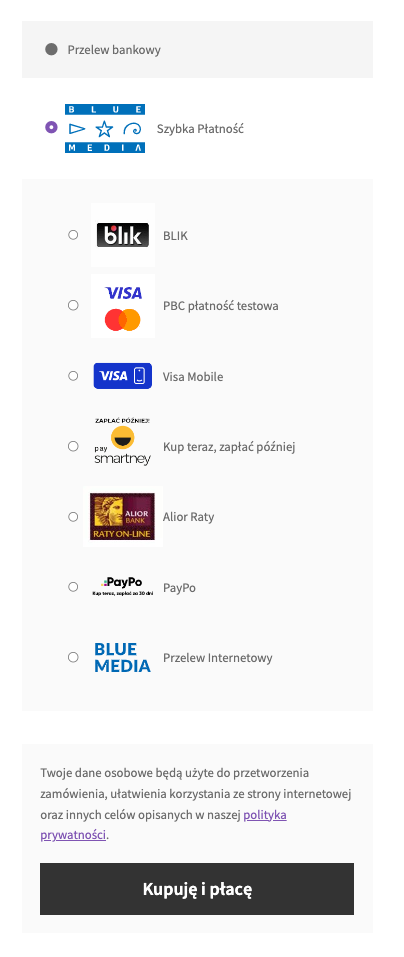 Przelew bankowy
BLUE
MEDIA
Szybka Płatność
blik
BLIK
VISA
PBC płatność testowa
VISA
Visa Mobile
ZAPŁAĆ PÓŹNIEJ!
pay
smartney
Kup teraz, zapłać później
ALIOR
BANK
RATY ON-LINE
Alior Raty
PayPo
Kup teraz, zapłać za 30 dni
PayPo
BLUE
MEDIA
Przelew Internetowy
Twoje dane osobowe będą użyte do przetworzenia
zamówienia, ułatwienia korzystania ze strony internetowej
oraz innych celów opisanych w naszej polityka
prywatności.
Kupuję i płacę